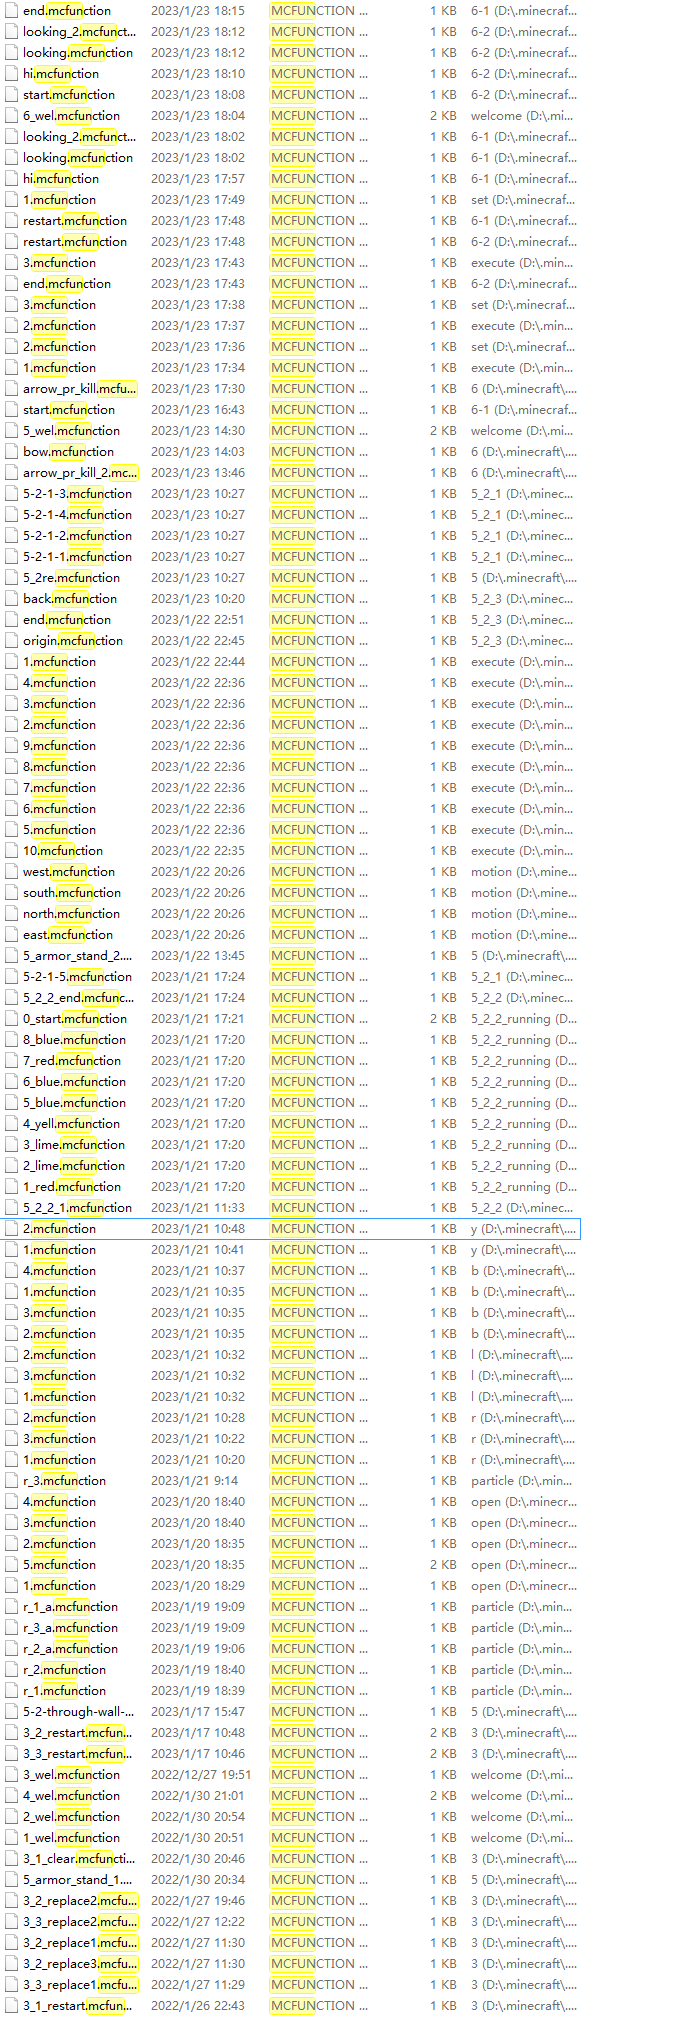 end.mcfunction 2023/1/23 18:15 MCFUNCTION ... 1 KB 6-1 (D:\.minecraf...
looking_2.mcfunct... 2023/1/23 18:12 MCFUNCTION ... 1 KB 6-2 (D:\.minecraf...
looking.mcfunction 2023/1/23 18:12 MCFUNCTION ... 1 KB 6-2 (D:\.minecraf...
hi.mcfunction 2023/1/23 18:10 MCFUNCTION ... 1 KB 6-2 (D:\.minecraf...
start.mcfunction 2023/1/23 18:08 MCFUNCTION ... 1 KB 6-2 (D:\.minecraf...
6_wel.mcfunction 2023/1/23 18:04 MCFUNCTION ... 2 KB welcome (D:\.mi...
looking_2.mcfunct... 2023/1/23 18:02 MCFUNCTION ... 1 KB 6-1 (D:\.minecraf...
looking.mcfunction 2023/1/23 18:02 MCFUNCTION ... 1 KB 6-1 (D:\.minecraf...
hi.mcfunction 2023/1/23 17:57 MCFUNCTION ... 1 KB 6-1 (D:\.minecraf...
1.mcfunction 2023/1/23 17:49 MCFUNCTION ... 1 KB set (D:\.minecraf...
restart.mcfunction 2023/1/23 17:48 MCFUNCTION ... 1 KB 6-1 (D:\.minecraf...
restart.mcfunction 2023/1/23 17:48 MCFUNCTION ... 1 KB 6-2 (D:\.minecraf...
3.mcfunction 2023/1/23 17:43 MCFUNCTION ... 1 KB execute (D:\.min...
end.mcfunction 2023/1/23 17:43 MCFUNCTION ... 1 KB 6-2 (D:\.minecraf...
3.mcfunction 2023/1/23 17:38 MCFUNCTION ... 1 KB set (D:\.minecraf...
2.mcfunction 2023/1/23 17:37 MCFUNCTION ... 1 KB execute (D:\.min...
2.mcfunction 2023/1/23 17:36 MCFUNCTION ... 1 KB set (D:\.minecraf...
1.mcfunction 2023/1/23 17:34 MCFUNCTION ... 1 KB execute (D:\.min...
arrow_pr_kill.mcfu... 2023/1/23 17:30 MCFUNCTION ... 1 KB 6 (D:\.minecraft\....
start.mcfunction 2023/1/23 16:43 MCFUNCTION ... 1 KB 6-1 (D:\.minecraf...
5_wel.mcfunction 2023/1/23 14:30 MCFUNCTION ... 2 KB welcome (D:\.mi...
bow.mcfunction 2023/1/23 14:03 MCFUNCTION ... 1 KB 6 (D:\.minecraft\....
arrow_pr_kill_2.mc... 2023/1/23 13:46 MCFUNCTION ... 1 KB 6 (D:\.minecraft\....
5-2-1-3.mcfunction 2023/1/23 10:27 MCFUNCTION ... 1 KB 5_2_1 (D:\.minec...
5-2-1-4.mcfunction 2023/1/23 10:27 MCFUNCTION ... 1 KB 5_2_1 (D:\.minec...
5-2-1-2.mcfunction 2023/1/23 10:27 MCFUNCTION ... 1 KB 5_2_1 (D:\.minec...
5-2-1-1.mcfunction 2023/1/23 10:27 MCFUNCTION ... 1 KB 5_2_1 (D:\.minec...
5_2re.mcfunction 2023/1/23 10:27 MCFUNCTION ... 1 KB 5 (D:\.minecraft\....
back.mcfunction 2023/1/23 10:20 MCFUNCTION ... 1 KB 5_2_3 (D:\.minec...
end.mcfunction 2023/1/22 22:51 MCFUNCTION ... 1 KB 5_2_3 (D:\.minec...
origin.mcfunction 2023/1/22 22:45 MCFUNCTION ... 1 KB 5_2_3 (D:\.minec...
1.mcfunction 2023/1/22 22:44 MCFUNCTION ... 1 KB execute (D:\.min...
4.mcfunction 2023/1/22 22:36 MCFUNCTION ... 1 KB execute (D:\.min...
3.mcfunction 2023/1/22 22:36 MCFUNCTION ... 1 KB execute (D:\.min...
2.mcfunction 2023/1/22 22:36 MCFUNCTION ... 1 KB execute (D:\.min...
9.mcfunction 2023/1/22 22:36 MCFUNCTION ... 1 KB execute (D:\.min...
8.mcfunction 2023/1/22 22:36 MCFUNCTION ... 1 KB execute (D:\.min...
7.mcfunction 2023/1/22 22:36 MCFUNCTION ... 1 KB execute (D:\.min...
6.mcfunction 2023/1/22 22:36 MCFUNCTION ... 1 KB execute (D:\.min...
5.mcfunction 2023/1/22 22:36 MCFUNCTION ... 1 KB execute (D:\.min...
10.mcfunction 2023/1/22 22:35 MCFUNCTION ... 1 KB execute (D:\.min...
west.mcfunction 2023/1/22 20:26 MCFUNCTION ... 1 KB motion (D:\.mine...
south.mcfunction 2023/1/22 20:26 MCFUNCTION ... 1 KB motion (D:\.mine...
north.mcfunction 2023/1/22 20:26 MCFUNCTION ... 1 KB motion (D:\.mine...
east.mcfunction 2023/1/22 20:26 MCFUNCTION ... 1 KB motion (D:\.mine...
5_armor_stand_2.... 2023/1/22 13:45 MCFUNCTION ... 1 KB 5 (D:\.minecraft\....
5-2-1-5.mcfunction 2023/1/21 17:24 MCFUNCTION ... 1 KB 5_2_1 (D:\.minec...
5_2_2_end.mcfunc... 2023/1/21 17:24 MCFUNCTION ... 1 KB 5_2_2 (D:\.minec...
0_start.mcfunction 2023/1/21 17:21 MCFUNCTION ... 2 KB 5_2_2_running (D...
8_blue.mcfunction 2023/1/21 17:20 MCFUNCTION ... 1 KB 5_2_2_running (D...
7_red.mcfunction 2023/1/21 17:20 MCFUNCTION ... 1 KB 5_2_2_running (D...
6_blue.mcfunction 2023/1/21 17:20 MCFUNCTION ... 1 KB 5_2_2_running (D...
5_blue.mcfunction 2023/1/21 17:20 MCFUNCTION ... 1 KB 5_2_2_running (D...
4_yell.mcfunction 2023/1/21 17:20 MCFUNCTION ... 1 KB 5_2_2_running (D...
3_lime.mcfunction 2023/1/21 17:20 MCFUNCTION ... 1 KB 5_2_2_running (D...
2_lime.mcfunction 2023/1/21 17:20 MCFUNCTION ... 1 KB 5_2_2_running (D...
1_red.mcfunction 2023/1/21 17:20 MCFUNCTION ... 1 KB 5_2_2_running (D...
5_2_2_1.mcfunction 2023/1/21 11:33 MCFUNCTION ... 1 KB 5_2_2 (D:\.minec...
2.mcfunction 2023/1/21 10:48 MCFUNCTION ... 1 KB y (D:\.minecraft\....
1.mcfunction 2023/1/21 10:41 MCFUNCTION ... 1 KB y (D:\.minecraft\....
4.mcfunction 2023/1/21 10:37 MCFUNCTION ... 1 KB b (D:\.minecraft\...
1.mcfunction 2023/1/21 10:35 MCFUNCTION ... 1 KB b (D:\.minecraft\...
3.mcfunction 2023/1/21 10:35 MCFUNCTION ... 1 KB b (D:\.minecraft\...
2.mcfunction 2023/1/21 10:35 MCFUNCTION ... 1 KB b (D:\.minecraft\...
2.mcfunction 2023/1/21 10:32 MCFUNCTION ... 1 KB l (D:\.minecraft\....
3.mcfunction 2023/1/21 10:32 MCFUNCTION ... 1 KB l (D:\.minecraft\....
1.mcfunction 2023/1/21 10:32 MCFUNCTION ... 1 KB l (D:\.minecraft\....
2.mcfunction 2023/1/21 10:28 MCFUNCTION ... 1 KB r (D:\.minecraft\....
3.mcfunction 2023/1/21 10:22 MCFUNCTION ... 1 KB r (D:\.minecraft\....
1.mcfunction 2023/1/21 10:20 MCFUNCTION ... 1 KB r (D:\.minecraft\....
r_3.mcfunction 2023/1/21 9:14 MCFUNCTION ... 1 KB particle (D:\.min...
4.mcfunction 2023/1/20 18:40 MCFUNCTION ... 1 KB open (D:\.minecr...
3.mcfunction 2023/1/20 18:40 MCFUNCTION ... 1 KB open (D:\.minecr...
2.mcfunction 2023/1/20 18:35 MCFUNCTION ... 1 KB open (D:\.minecr...
5.mcfunction 2023/1/20 18:35 MCFUNCTION ... 2 KB open (D:\.minecr...
1.mcfunction 2023/1/20 18:29 MCFUNCTION ... 1 KB open (D:\.minecr...
r_1_a.mcfunction 2023/1/19 19:09 MCFUNCTION ... 1 KB particle (D:\.min...
r_3_a.mcfunction 2023/1/19 19:09 MCFUNCTION ... 1 KB particle (D:\.min...
r_2_a.mcfunction 2023/1/19 19:06 MCFUNCTION ... 1 KB particle (D:\.min...
r_2.mcfunction 2023/1/19 18:40 MCFUNCTION ... 1 KB particle (D:\.min...
r_1.mcfunction 2023/1/19 18:39 MCFUNCTION ... 1 KB particle (D:\.min...
5-2-through-wall-... 2023/1/17 15:47 MCFUNCTION ... 1 KB 5 (D:\.minecraft\....
3_2_restart.mcfun... 2023/1/17 10:48 MCFUNCTION ... 2 KB 3 (D:\.minecraft\....
3_3_restart.mcfun... 2023/1/17 10:46 MCFUNCTION ... 2 KB 3 (D:\.minecraft\....
3_wel.mcfunction 2022/12/27 19:51 MCFUNCTION ... 1 KB welcome (D:\.mi...
4_wel.mcfunction 2022/1/30 21:01 MCFUNCTION ... 2 KB welcome (D:\.mi...
2_wel.mcfunction 2022/1/30 20:54 MCFUNCTION ... 1 KB welcome (D:\.mi...
1_wel.mcfunction 2022/1/30 20:51 MCFUNCTION ... 1 KB welcome (D:\.mi...
3_1_clear.mcfuncti... 2022/1/30 20:46 MCFUNCTION ... 1 KB 3 (D:\.minecraft\....
5_armor_stand_1.... 2022/1/30 20:34 MCFUNCTION ... 1 KB 5 (D:\.minecraft\....
3_2_replace2.mcfu... 2022/1/27 19:46 MCFUNCTION ... 1 KB 3 (D:\.minecraft\....
3_3_replace2.mcfu... 2022/1/27 12:22 MCFUNCTION ... 1 KB 3 (D:\.minecraft\....
3_2_replace1.mcfu... 2022/1/27 11:30 MCFUNCTION ... 1 KB 3 (D:\.minecraft\....
3_2_replace3.mcfu... 2022/1/27 11:30 MCFUNCTION ... 1 KB 3 (D:\.minecraft\....
3_3_replace1.mcfu... 2022/1/27 11:29 MCFUNCTION ... 1 KB 3 (D:\.minecraft\....
3_1_restart.mcfun... 2022/1/26 22:43 MCFUNCTION ... 1 KB 3 (D:\.minecraft\....